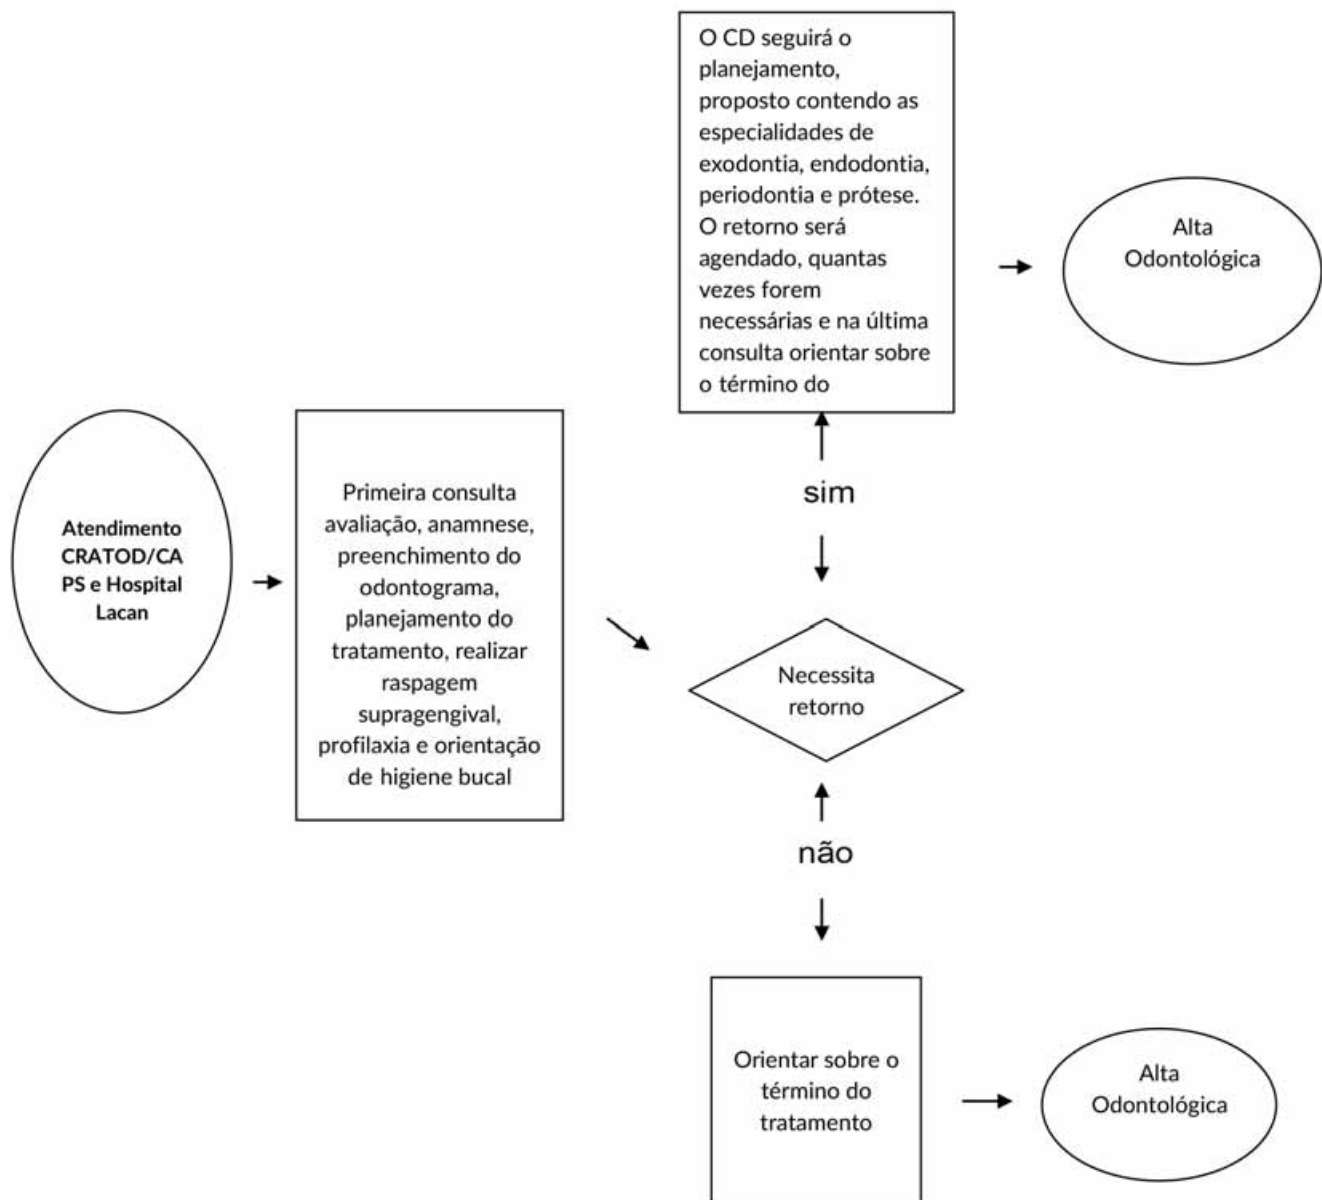 Atendimento
CRATOD/CA
PS e Hospital
Lacan
Primeira consulta
avaliação, anamnese,
preenchimento do
odontograma,
planejamento do
tratamento, realizar
raspagem
supragengival,
profilaxia e orientação
de higiene bucal
Necessita
retorno
sim
O CD seguirá o
planejamento,
proposto contendo as
especialidades de
exodontia, endodontia,
periodontia e prótese.
O retorno será
agendado, quantas
vezes forem
necessárias e na última
consulta orientar sobre
o término do
Alta
Odontológica
não
Orientar sobre o
término do
tratamento
Alta
Odontológica